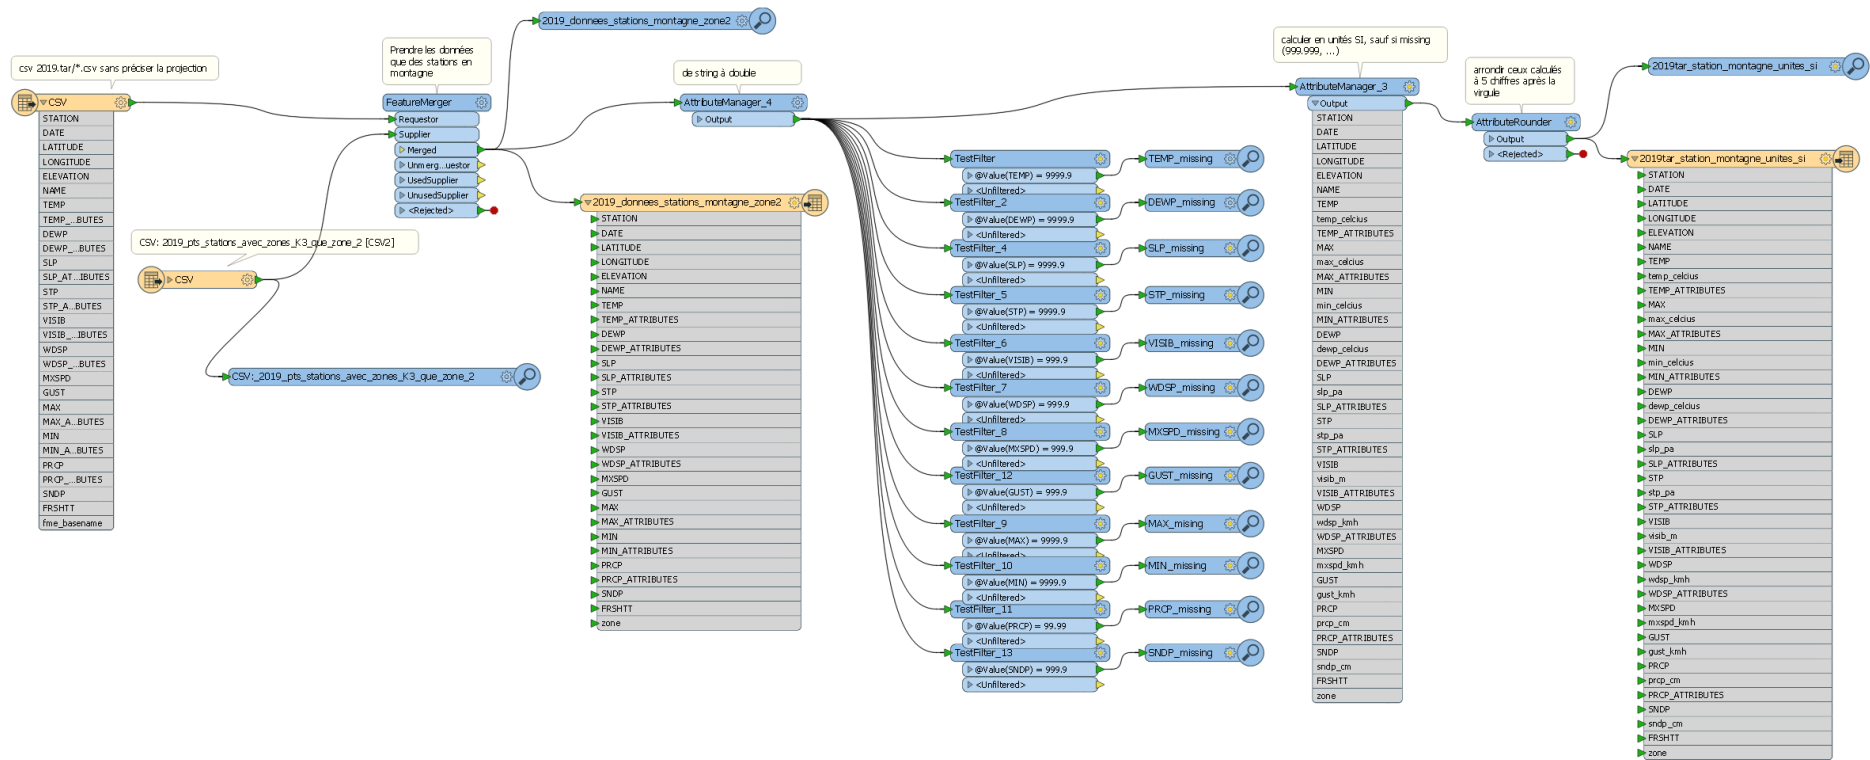 csv 2019.tar/*.csv sans préciser la projection
CSV
STATION
DATE
LATITUDE
LONGITUDE
ELEVATION
NAME
TEMP
TEMP_...BUTES
DEWP
DEWP_...BUTES
SLP
SLP_AT...IBUTES
STP
STP_A...BUTES
VISIB
VISIB_...IBUTES
WDSP
WDSP_...BUTES
MXSPD
GUST
MAX
MAX_A...BUTES
MIN
MIN_A...BUTES
PRCP
PRCP_...BUTES
SNDP
FRSHTT
fme_basename
CSV: 2019_pts_stations_avec_zones_K3_que_zone_2 [CSV2]
CSV
CSV:_2019_pts_stations_avec_zones_K3_que_zone_2
Prendre les données
que des stations en
montagne
FeatureMerger
Requestor
Supplier
Merged
Unmerg...uestor
UsedSupplier
UnusedSupplier
<Rejected>
2019_donnees_stations_montagne_zone2
2019_donnees_stations_montagne_zone2
STATION
DATE
LATITUDE
LONGITUDE
ELEVATION
NAME
TEMP
TEMP_ATTRIBUTES
DEWP
DEWP_ATTRIBUTES
SLP
SLP_ATTRIBUTES
STP
STP_ATTRIBUTES
VISIB
VISIB_ATTRIBUTES
WDSP
WDSP_ATTRIBUTES
MXSPD
GUST
MAX
MAX_ATTRIBUTES
MIN
MIN_ATTRIBUTES
PRCP
PRCP_ATTRIBUTES
SNDP
FRSHTT
zone
de string à double
AttributeManager_4
Output
TestFilter
@Value(TEMP) = 9999.9
<Unfiltered>
TEMP_missing
TestFilter_2
@Value(DEWP) = 9999.9
<Unfiltered>
DEWP_missing
TestFilter_4
@Value(SLP) = 9999.9
<Unfiltered>
SLP_missing
TestFilter_5
@Value(STP) = 9999.9
<Unfiltered>
STP_missing
TestFilter_6
@Value(VISIB) = 999.9
<Unfiltered>
VISIB_missing
TestFilter_7
@Value(WDSP) = 999.9
<Unfiltered>
WDSP_missing
TestFilter_8
@Value(MXSPD) = 999.9
<Unfiltered>
MXSPD_missing
TestFilter_12
@Value(GUST) = 999.9
<Unfiltered>
GUST_missing
TestFilter_9
@Value(MAX) = 9999.9
<Unfiltered>
MAX_mising
TestFilter_10
@Value(MIN) = 9999.9
<Unfiltered>
MIN_missing
TestFilter_11
@Value(PRCP) = 99.99
<Unfiltered>
PRCP_missing
TestFilter_13
@Value(SNDP) = 999.9
<Unfiltered>
SNDP_missing
calculer en unités SI, sauf si missing
(999.999, ...)
AttributeManager_3
Output
STATION
DATE
LATITUDE
LONGITUDE
ELEVATION
NAME
TEMP
temp_celcius
TEMP_ATTRIBUTES
MAX
max_celcius
MAX_ATTRIBUTES
MIN
min_celcius
MIN_ATTRIBUTES
DEWP
dewp_celcius
DEWP_ATTRIBUTES
SLP
slp_pa
SLP_ATTRIBUTES
STP
stp_pa
STP_ATTRIBUTES
VISIB
visib_m
VISIB_ATTRIBUTES
WDSP
wdsp_kmh
WDSP_ATTRIBUTES
MXSPD
mxspd_kmh
GUST
gust_kmh
PRCP
prcp_cm
PRCP_ATTRIBUTES
SNDP
sndp_cm
FRSHTT
zone
arrondir ceux calculés
à 5 chiffres après la
virgule
AttributeRounder
Output
<Rejected>
2019tar_station_montagne_unites_si
2019tar_station_montagne_unites_si
STATION
DATE
LATITUDE
LONGITUDE
ELEVATION
NAME
TEMP
temp_celcius
TEMP_ATTRIBUTES
MAX
max_celcius
MAX_ATTRIBUTES
MIN
min_celcius
MIN_ATTRIBUTES
DEWP
dewp_celcius
DEWP_ATTRIBUTES
SLP
slp_pa
SLP_ATTRIBUTES
STP
stp_pa
STP_ATTRIBUTES
VISIB
visib_m
VISIB_ATTRIBUTES
WDSP
wdsp_kmh
WDSP_ATTRIBUTES
MXSPD
mxspd_kmh
GUST
gust_kmh
PRCP
prcp_cm
PRCP_ATTRIBUTES
SNDP
sndp_cm
FRSHTT
zone